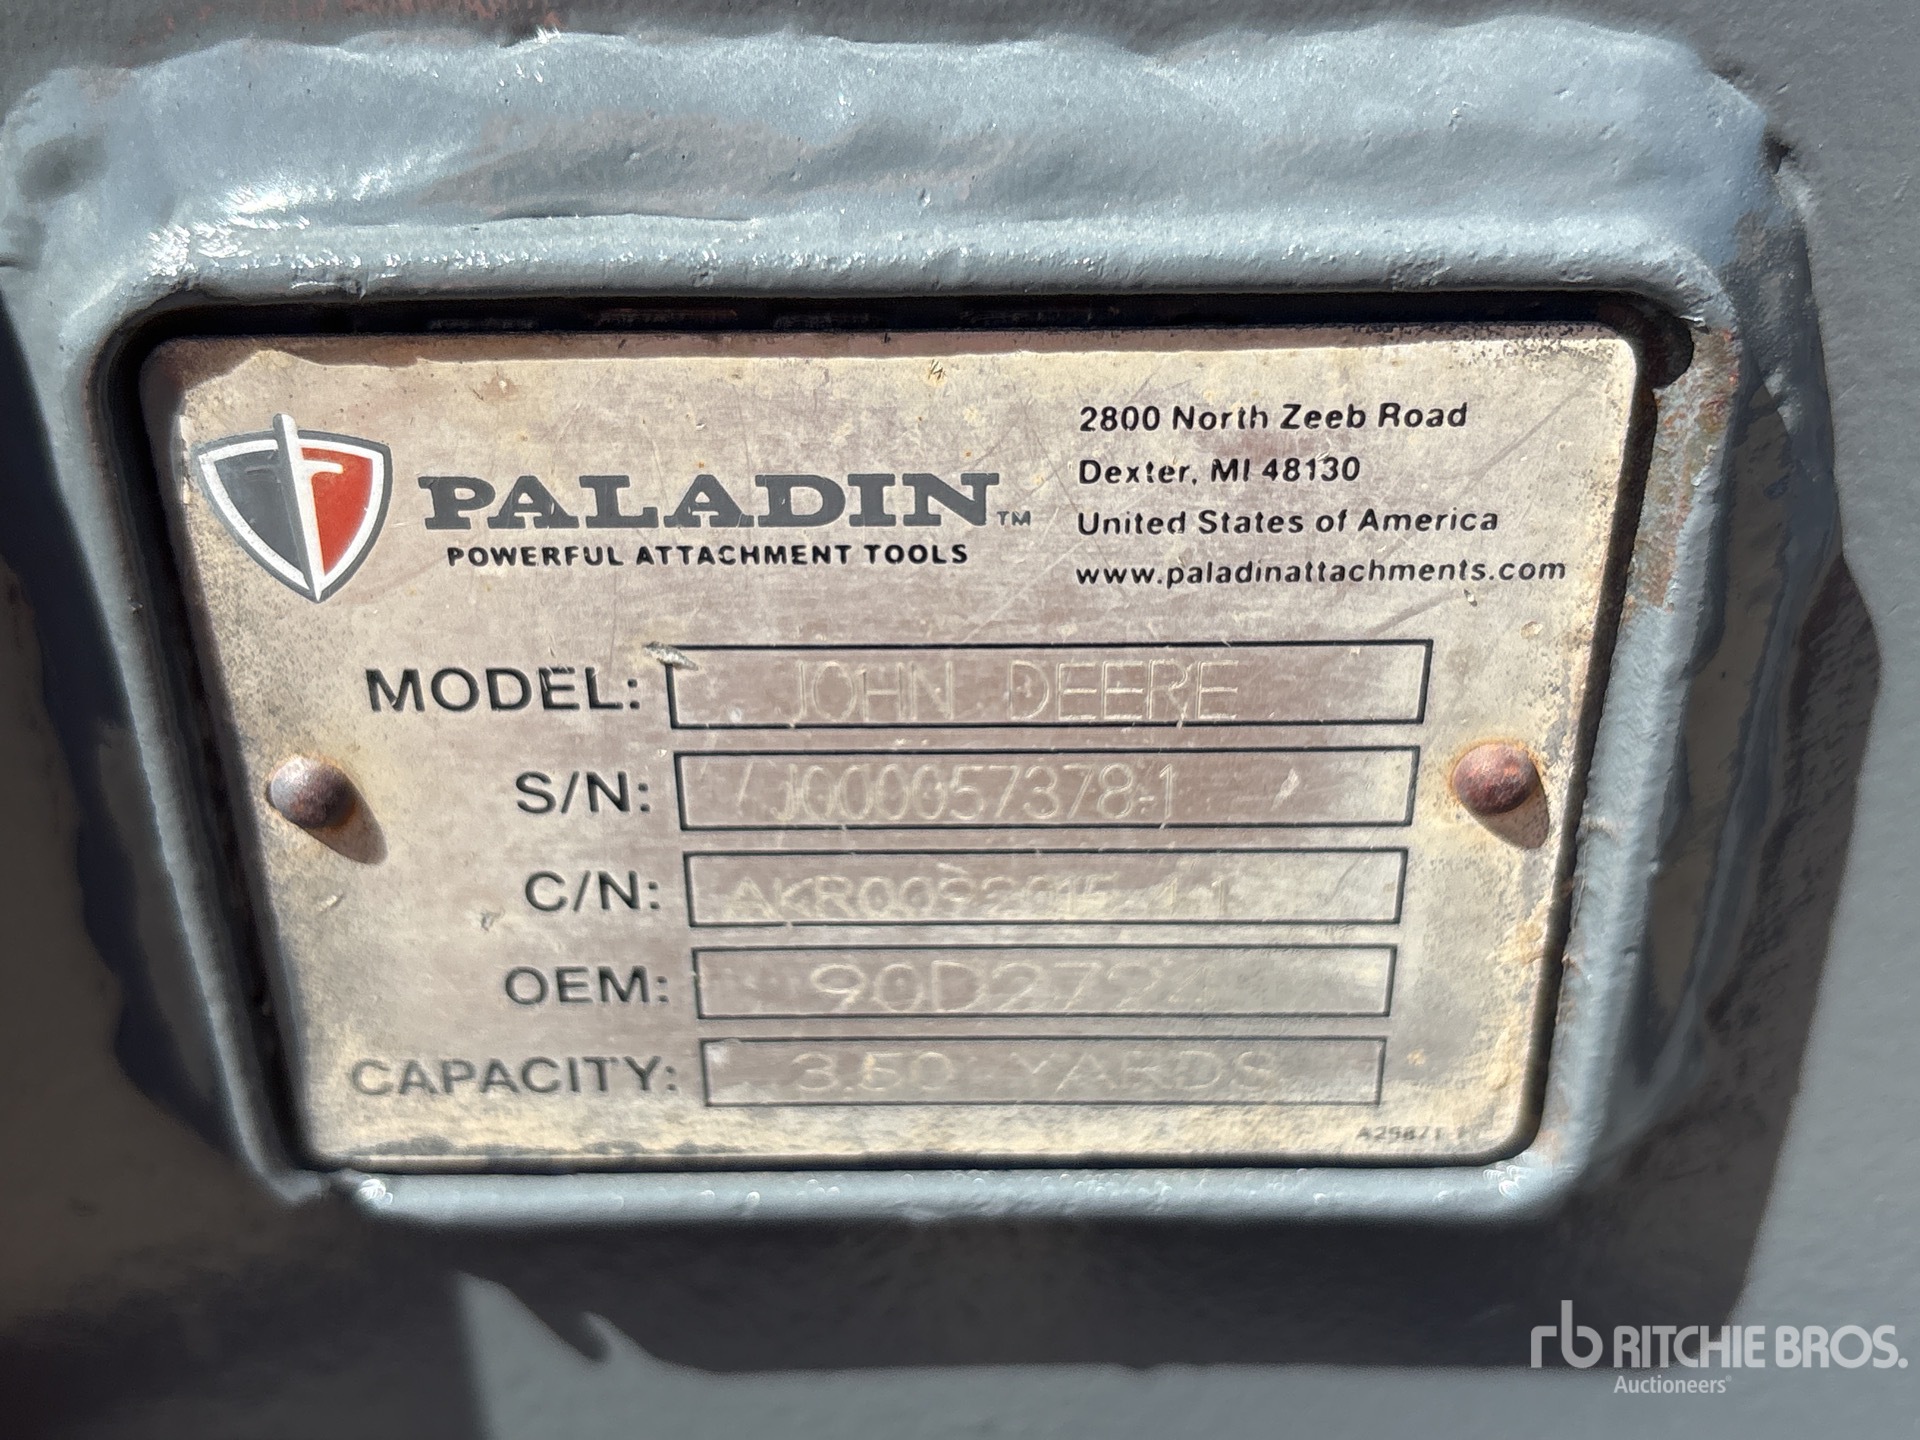 PALADIN™
POWERFUL ATTACHMENT TOOLS
2800 North Zeeb Road
Dexter, MI 48130
United States of America
www.paladinattachments.com
MODEL: JOHN DEERE
S/N: J000057378-1
C/N:
OEM:
CAPACITY: 3.50 YARDS
rb RITCHIE BROS.
Auctioneers